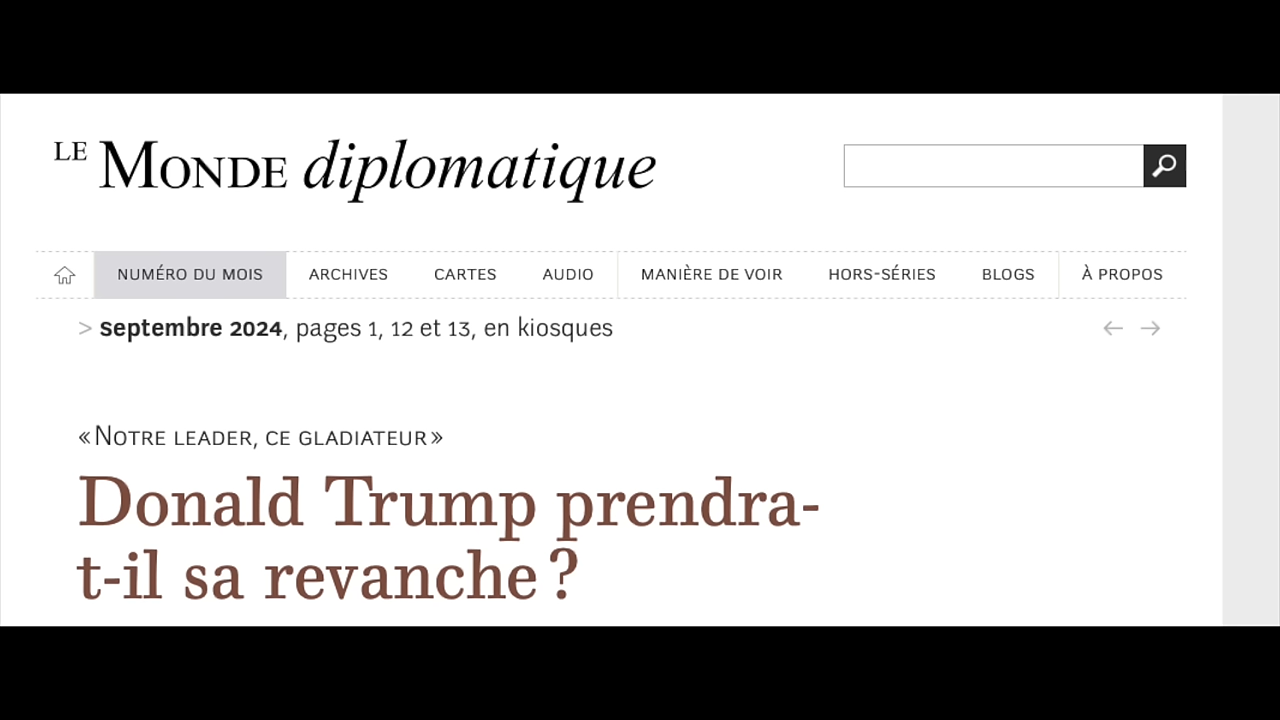 LE MONDE diplomatique
NUMÉRO DU MOIS ARCHIVES CARTES AUDIO MANIÈRE DE VOIR HORS-SÉRIES BLOGS À PROPOS
> septembre 2024, pages 1, 12 et 13, en kiosques ← →
« NOTRE LEADER, CE GLADIATEUR »
Donald Trump prendra-
t-il sa revanche ?